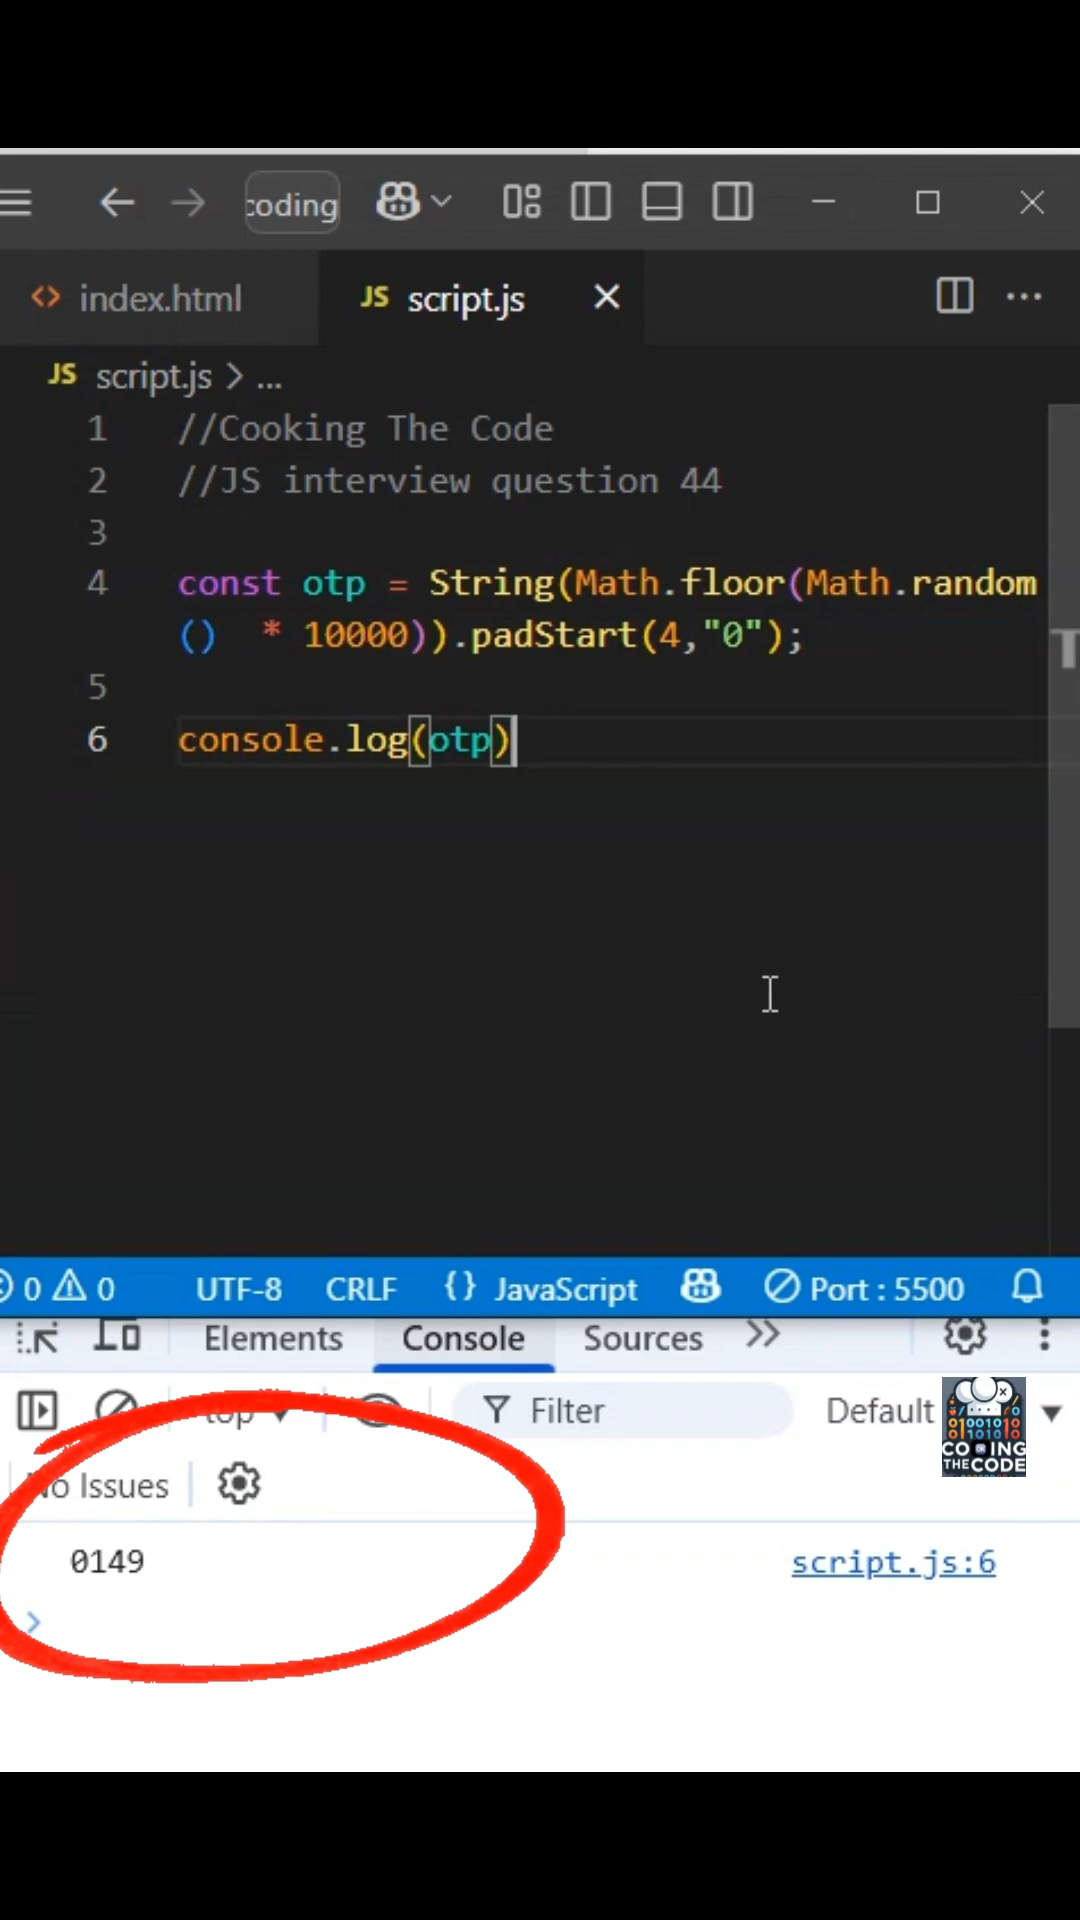 coding
index.html
JS script.js
JS script.js > ...
1 //Cooking The Code
2 //JS interview question 44
3
4 const otp = String(Math.floor(Math.random
() * 10000)).padStart(4,"0");
5
6 console.log(otp)
T
0 0 UTF-8 CRLF {} JavaScript Port : 5500
Elements Console Sources
top Filter Default
No Issues
CO ING
THE CODE
0149 script.js:6